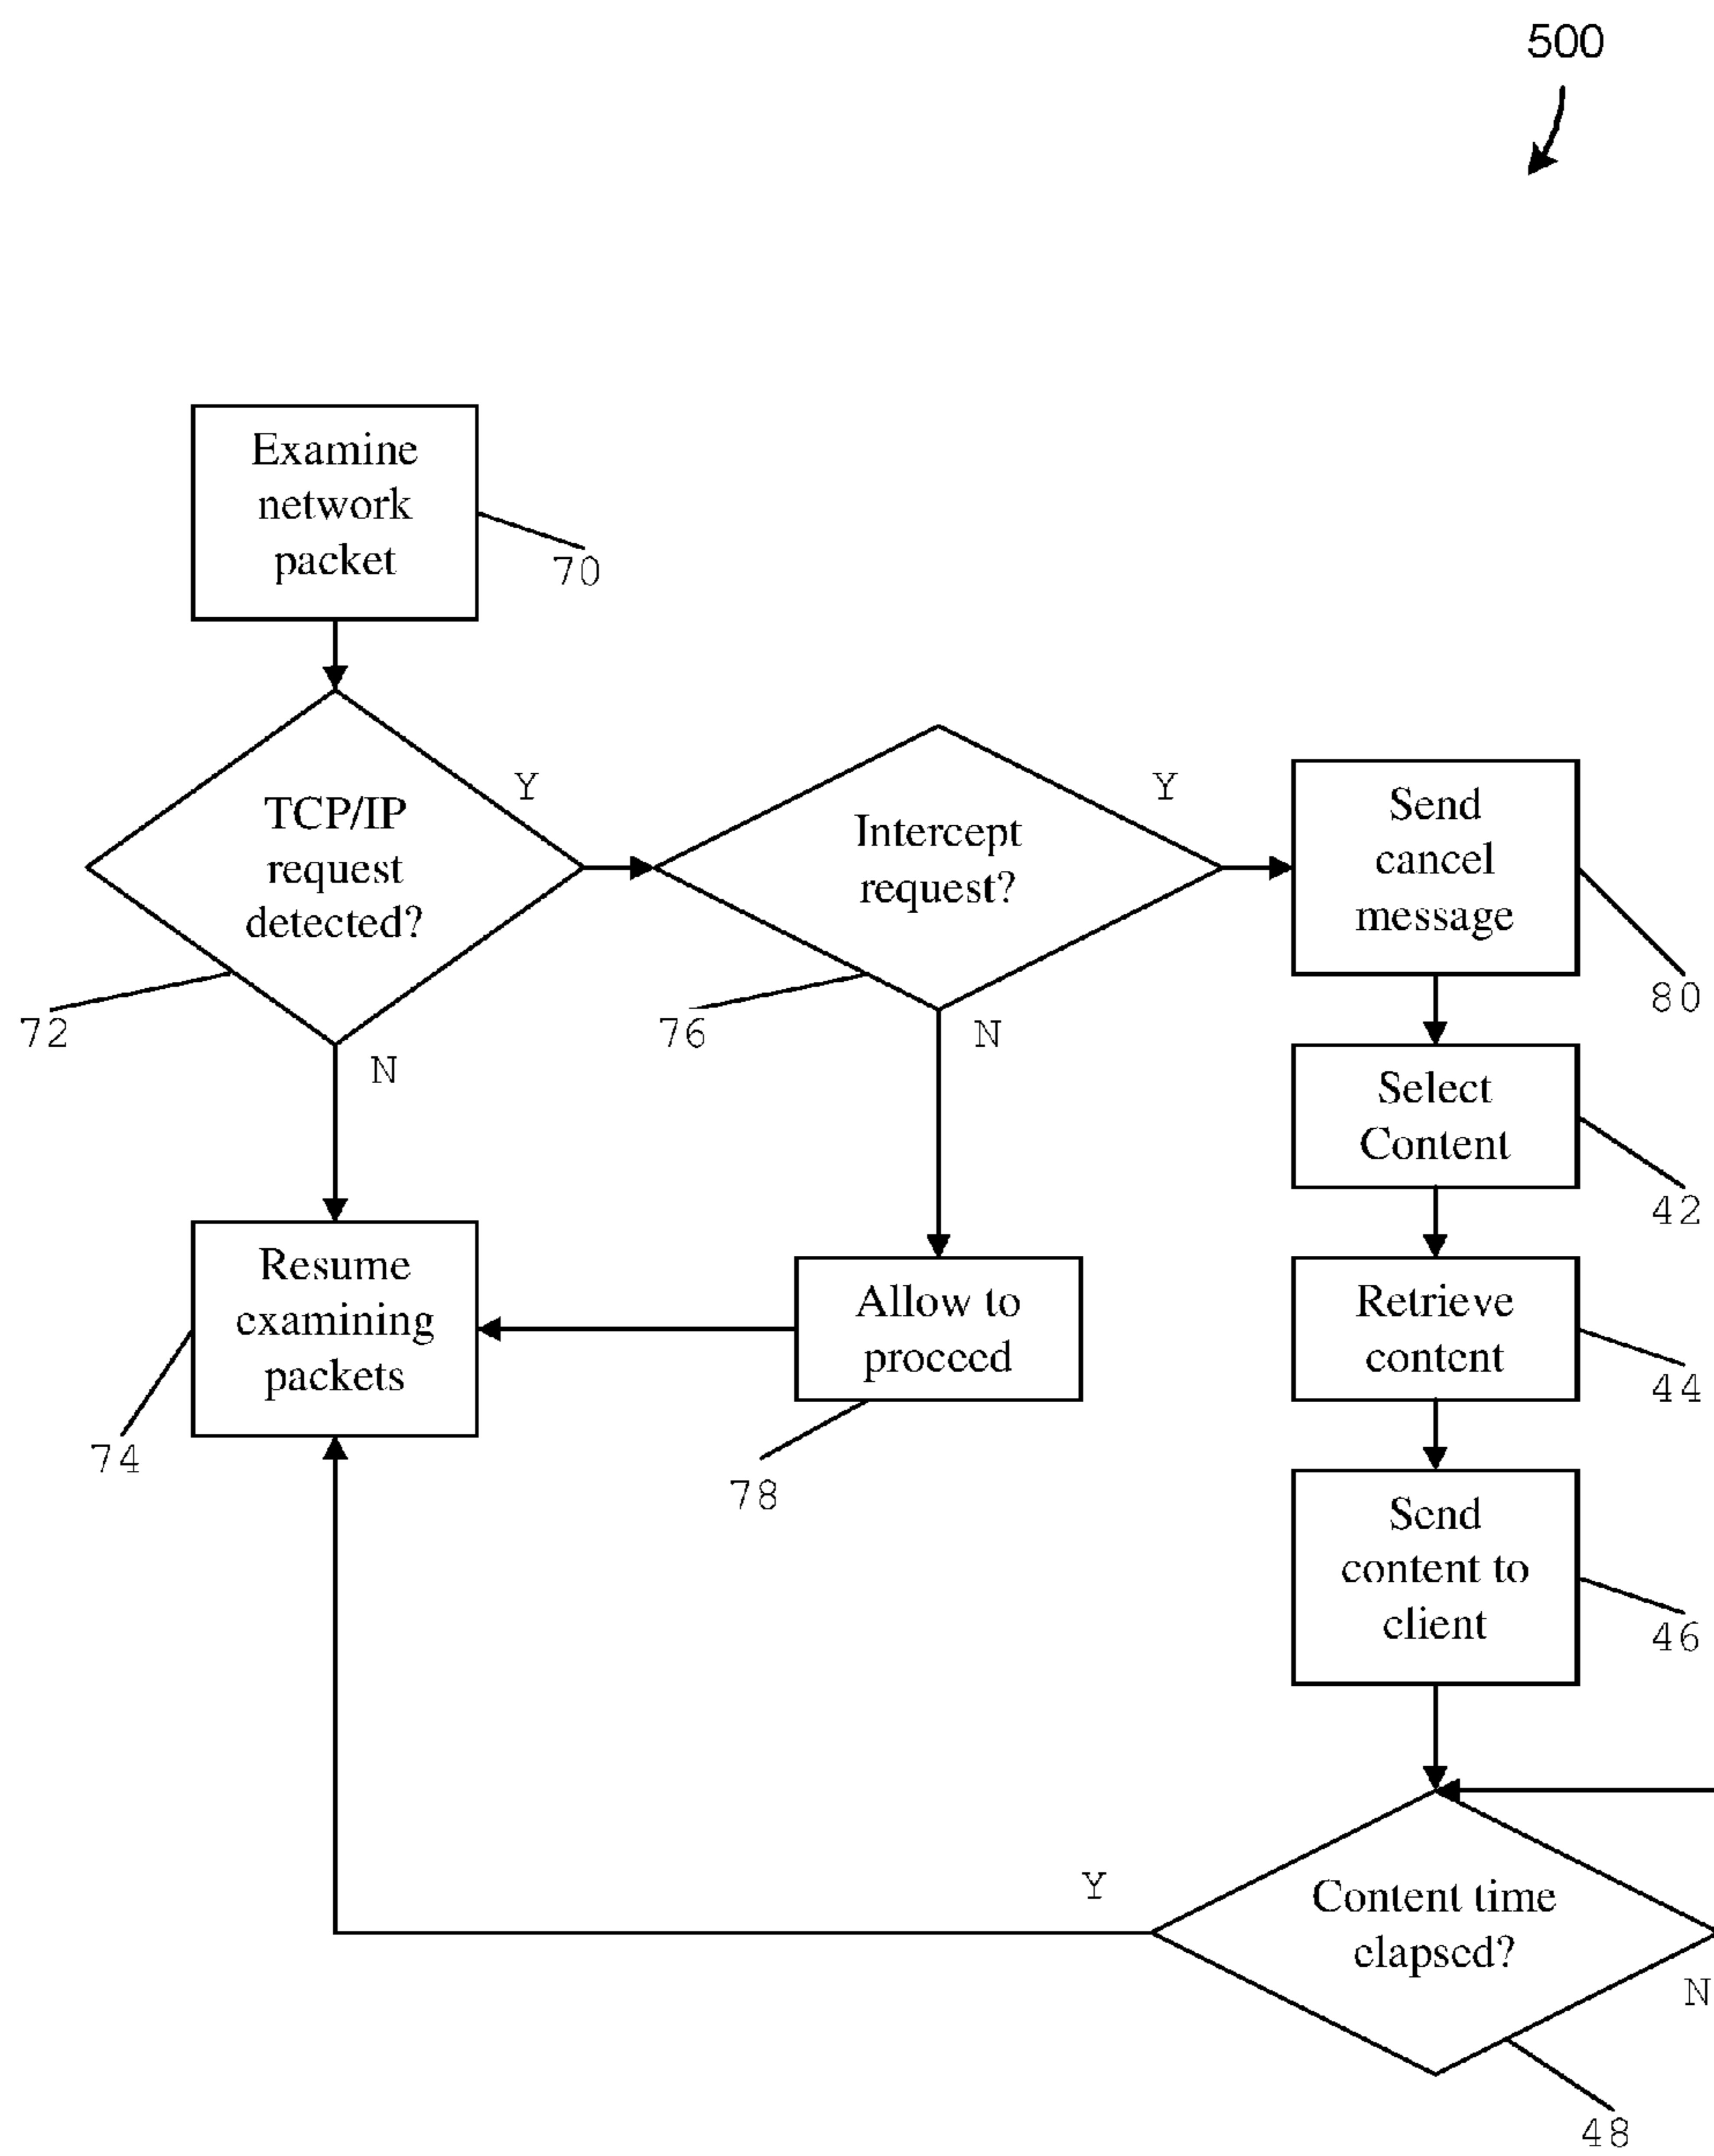 500
Examine
network
packet
70
TCP/IP
request
detected?
Y
72
N
Intercept
request?
Y
76
N
Send
cancel
message
80
Select
Content
42
Resume
examining
packets
74
Allow to
proceed
78
Retrieve
content
44
Send
content to
client
46
Y
Content time
elapsed?
N
48